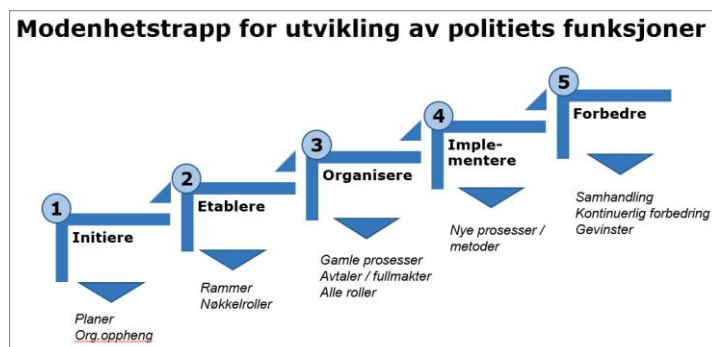 Modenhetstrapp for utvikling av politiets funksjoner
1
Initiere
Planer
Org.oppheng
2
Etablere
Rammer
Nøkkelroller
3
Organisere
Gamle prosesser
Avtaler / fullmakter
Alle roller
4
Imple-
mentere
Nye prosesser /
metoder
5
Forbedre
Samhandling
Kontinuerlig forbedring
Gevinster